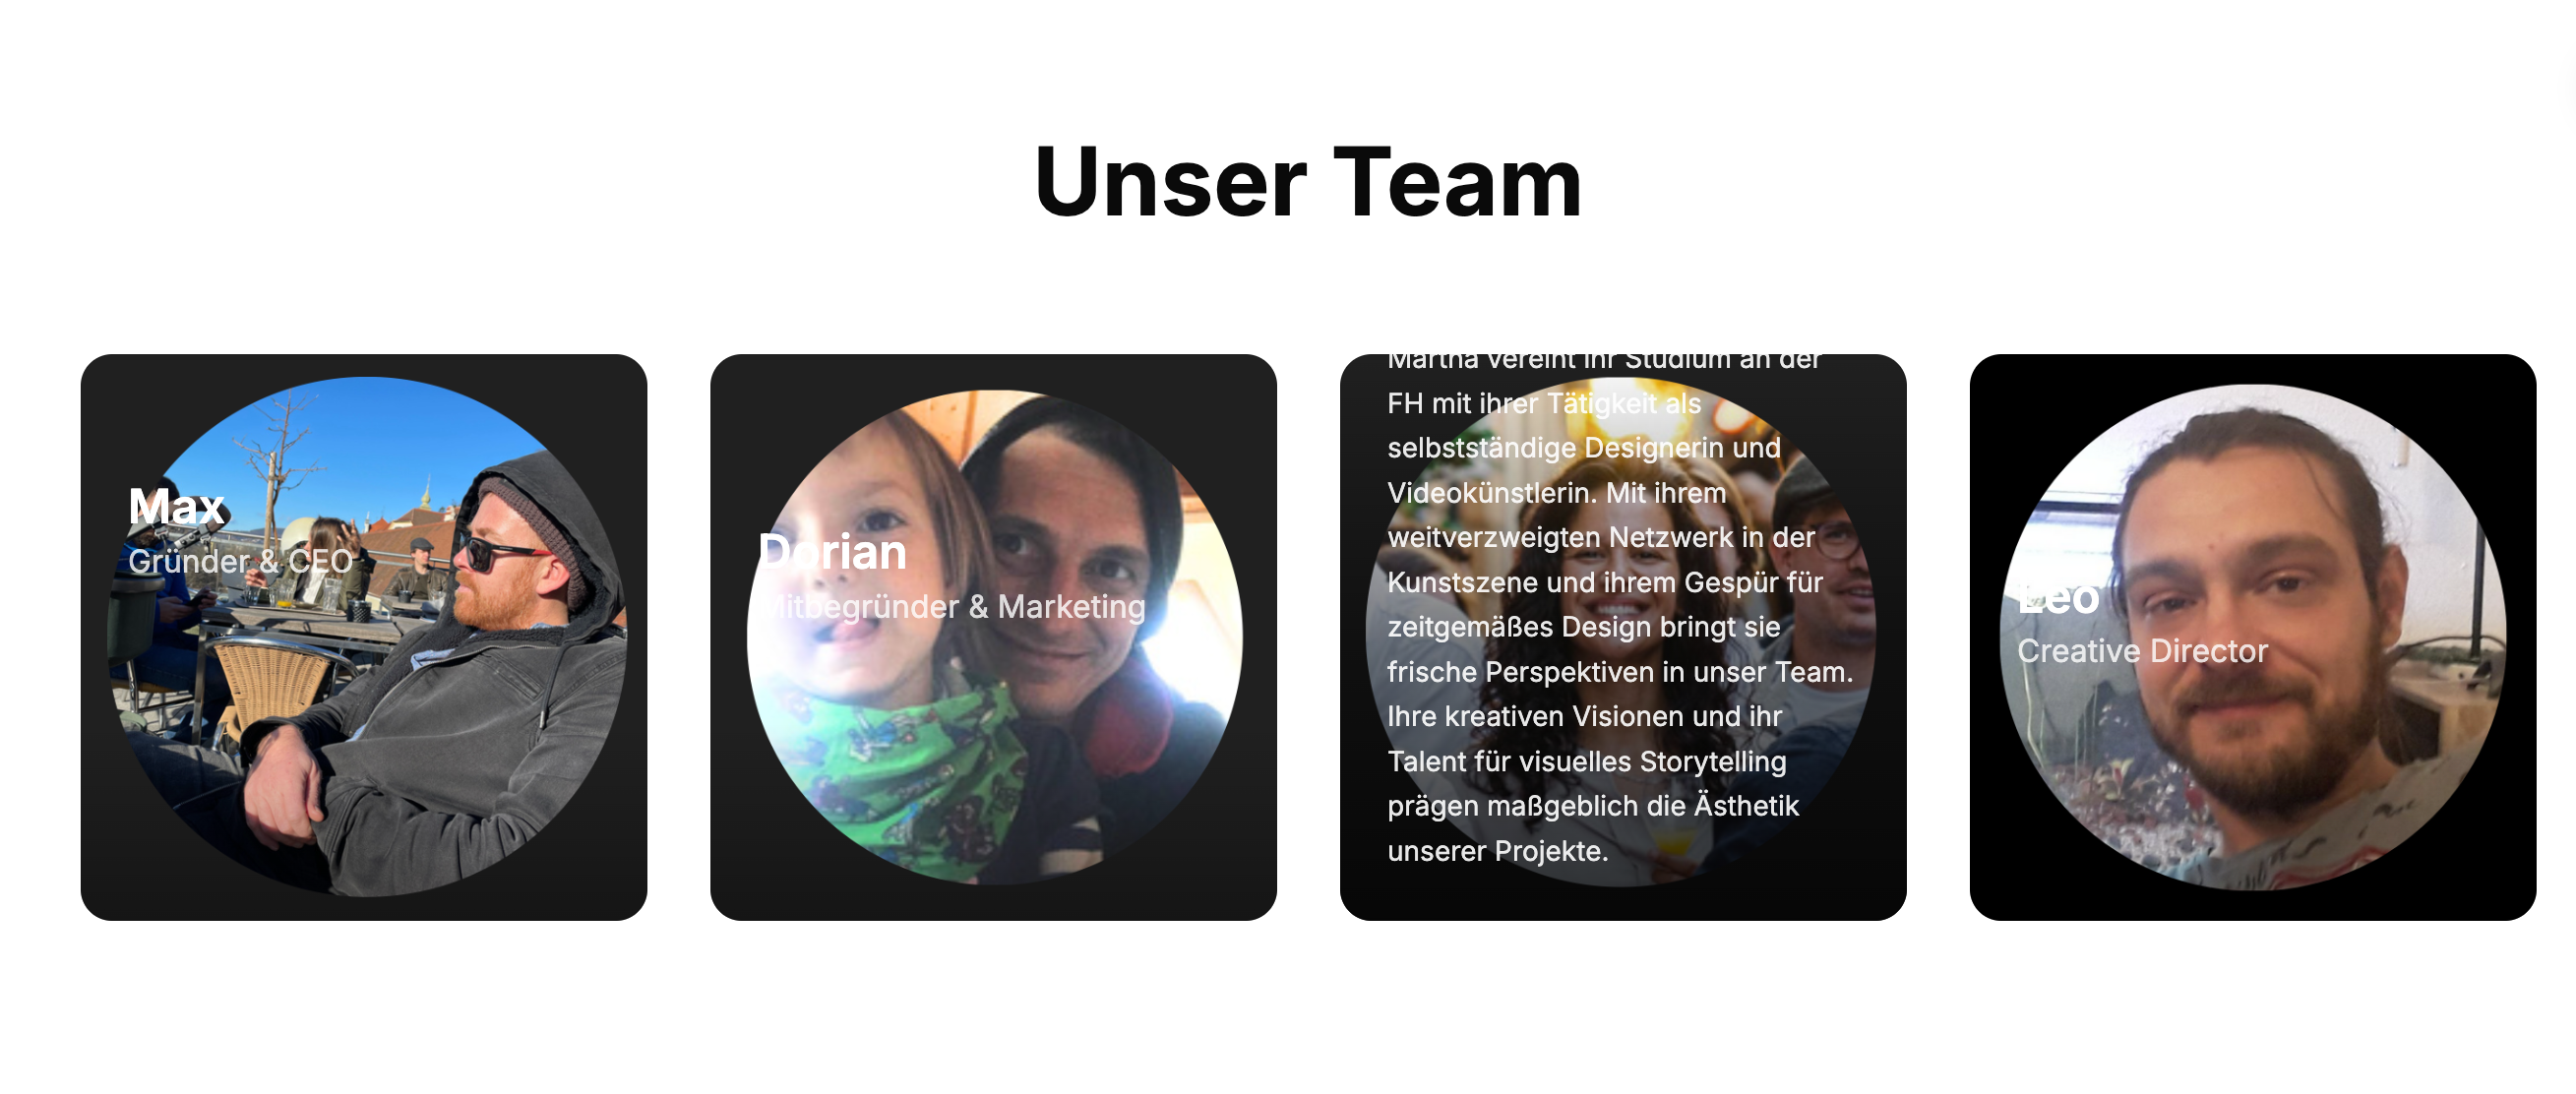 Unser Team
Max
Gründer & CEO
Dorian
Mitbegründer & Marketing
Martha vereint ihr Studium an der
FH mit ihrer Tätigkeit als
selbstständige Designerin und
Videokünstlerin. Mit ihrem
weitverzweigten Netzwerk in der
Kunstszene und ihrem Gespür für
zeitgemäßes Design bringt sie
frische Perspektiven in unser Team.
Ihre kreativen Visionen und ihr
Talent für visuelles Storytelling
prägen maßgeblich die Ästhetik
unserer Projekte.
Leo
Creative Director